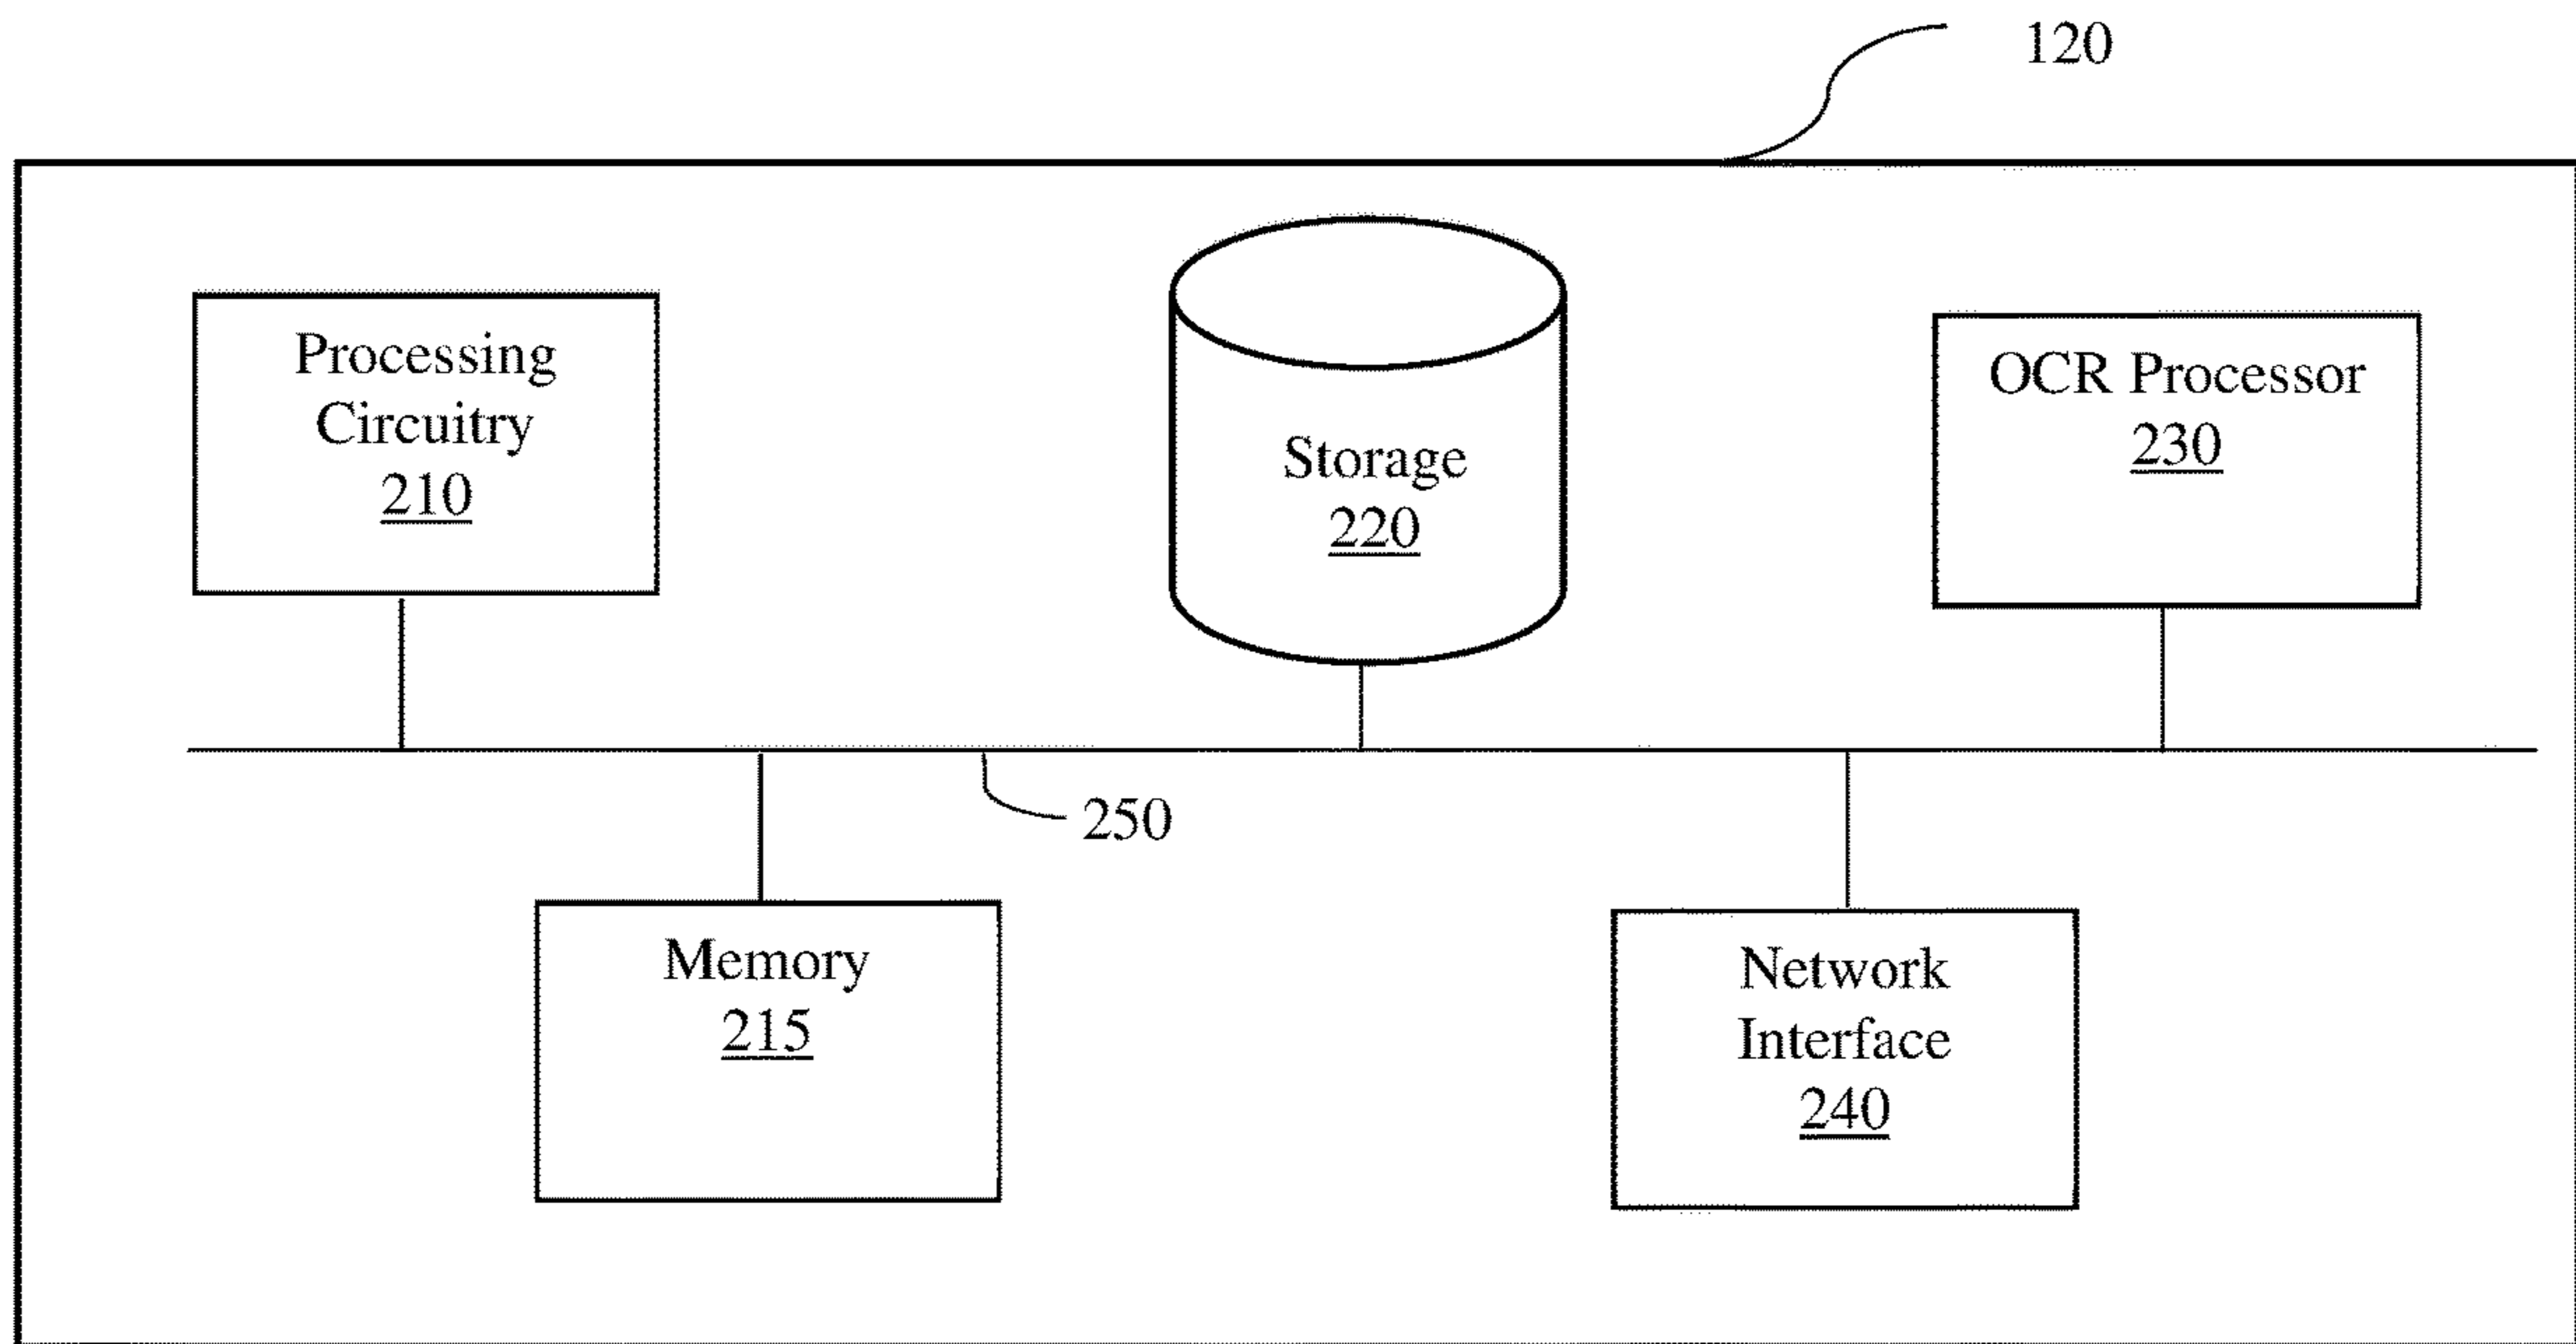 120
Processing
Circuitry
210
Storage
220
OCR Processor
230
250
Memory
215
Network
Interface
240